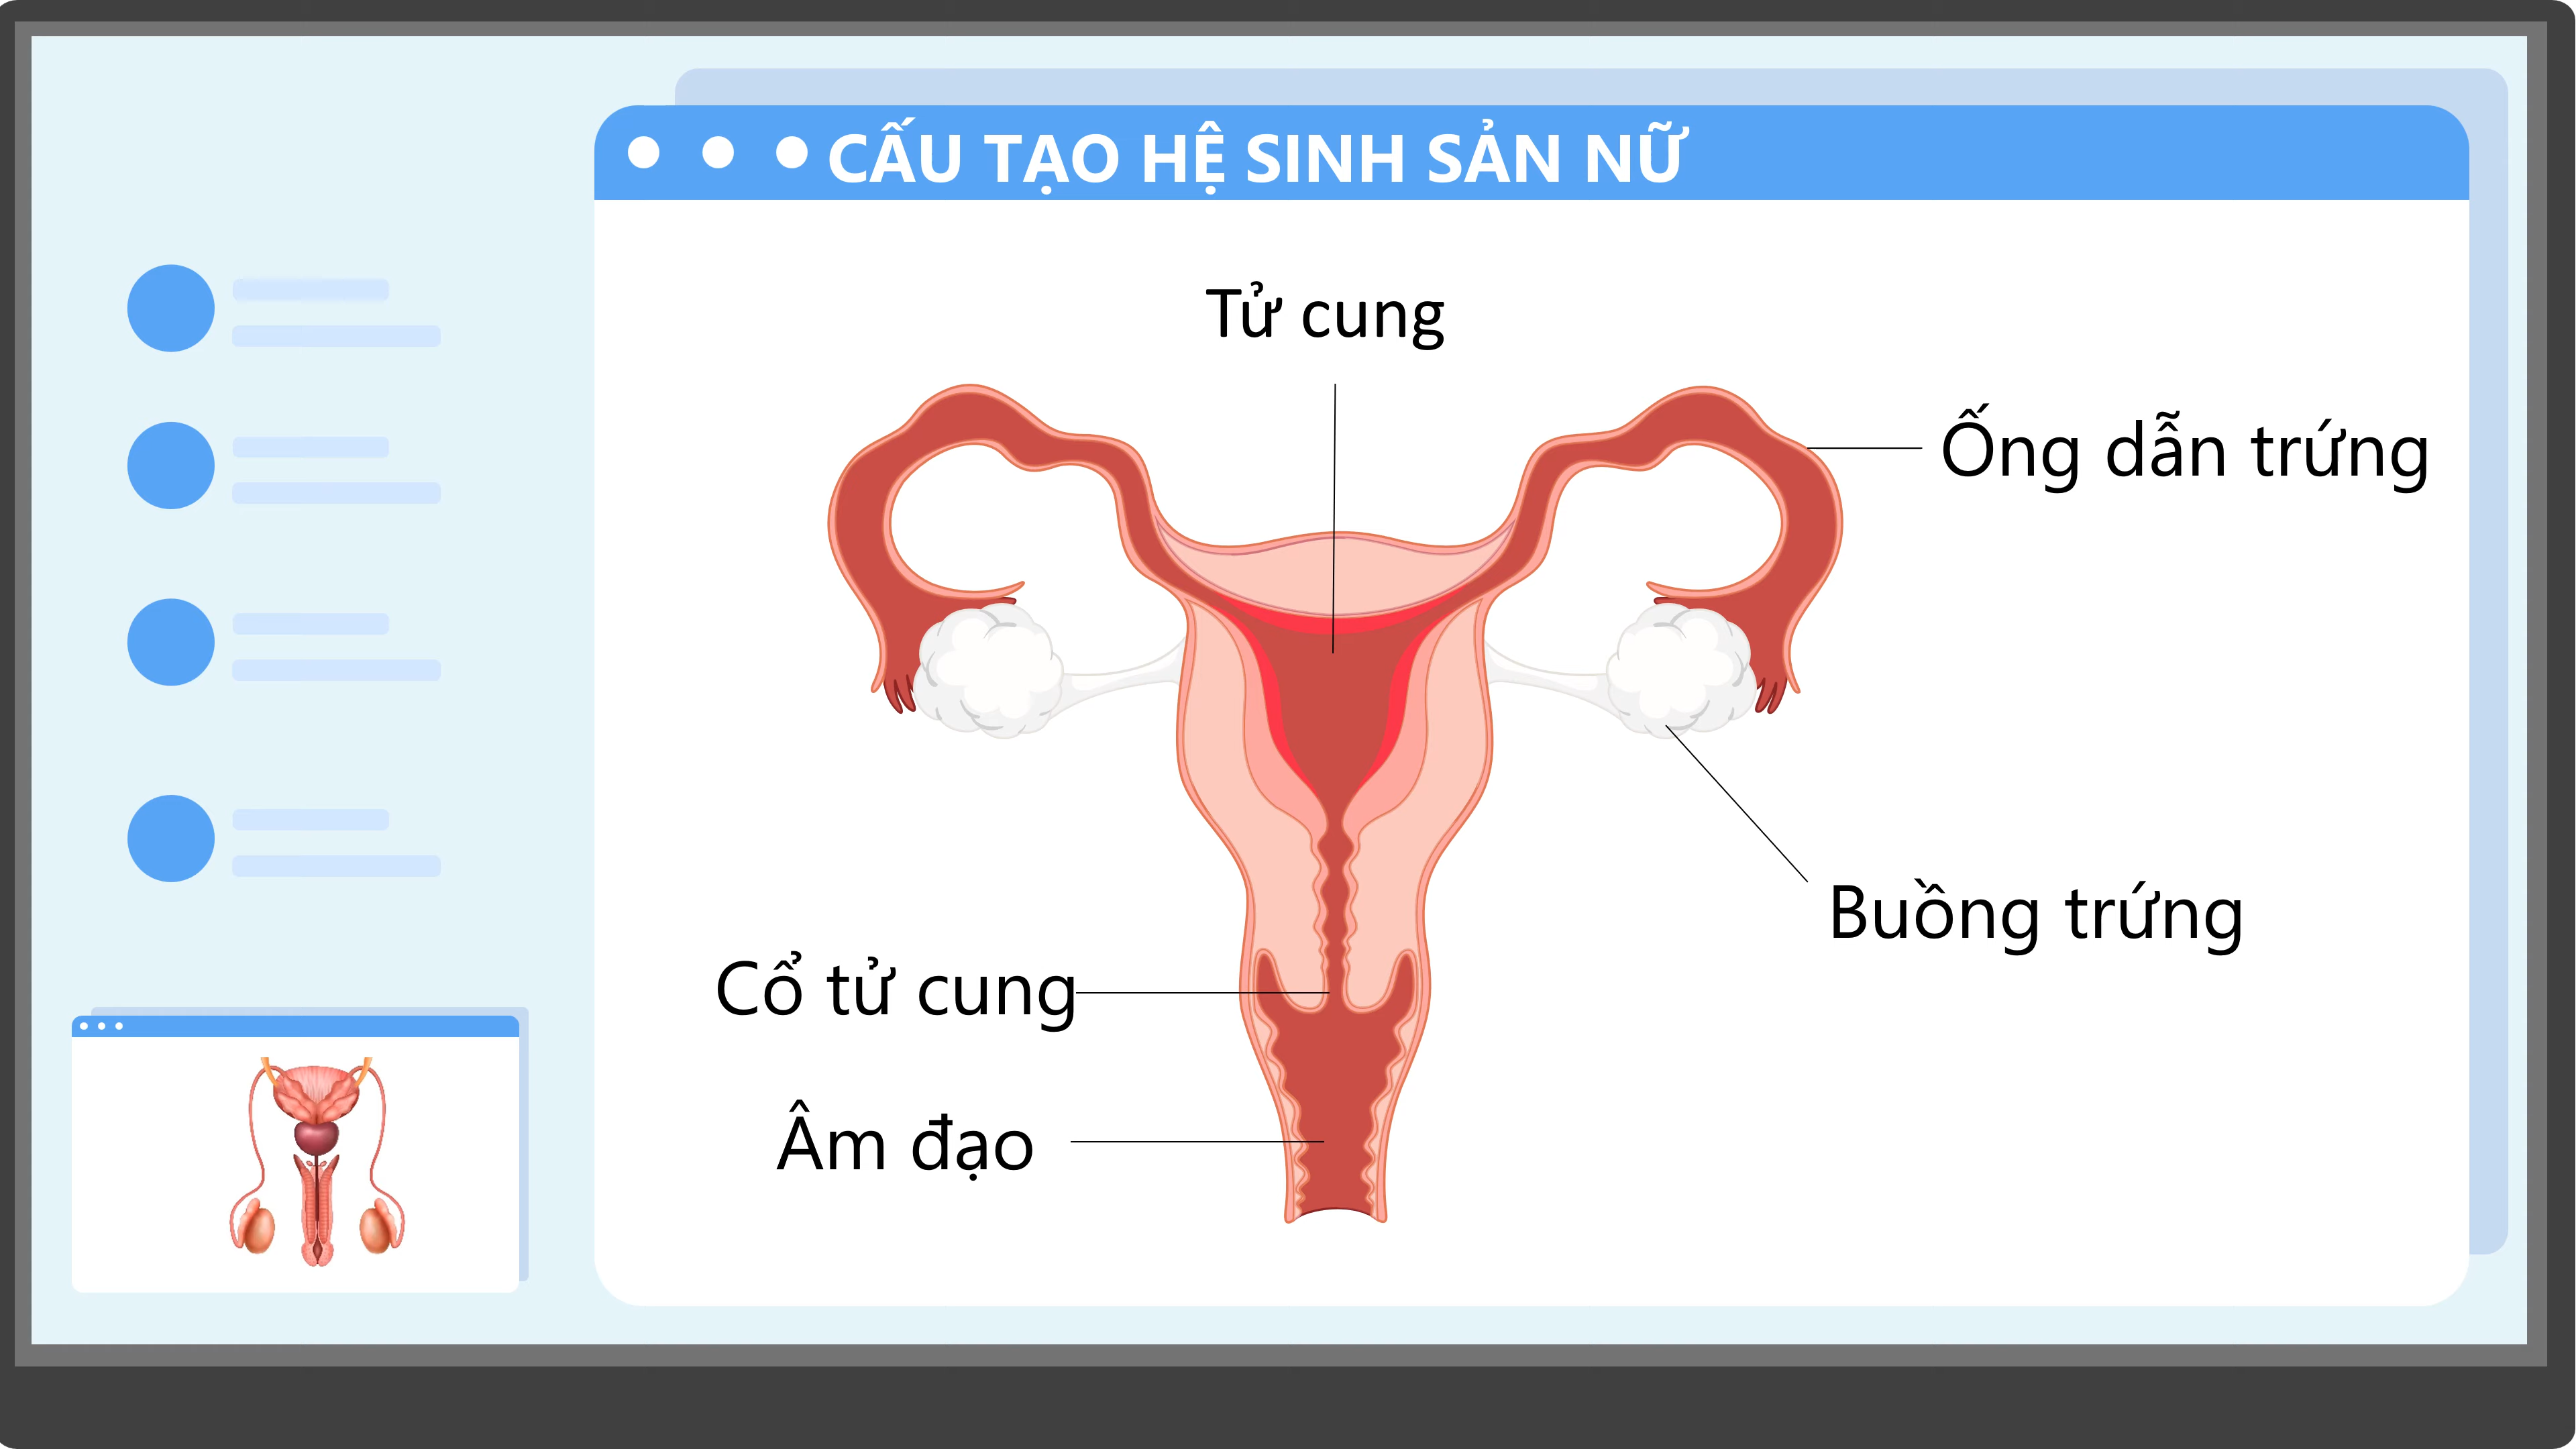 CẤU TẠO HỆ SINH SẢN NỮ
Tử cung
Ống dẫn trứng
Buồng trứng
Cổ tử cung
Âm đạo